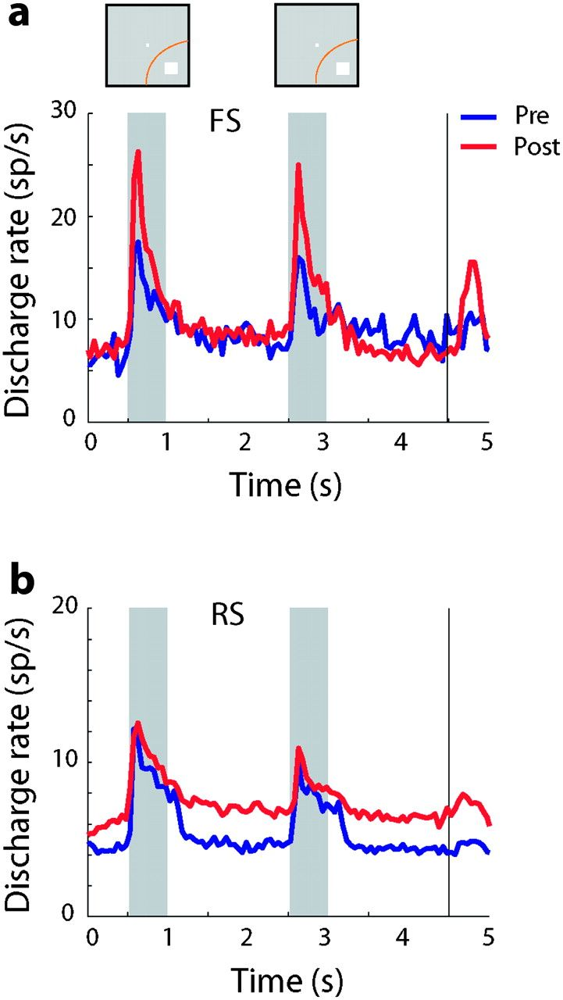 a
30
FS
Pre
Post
20
10
0
Discharge rate (sp/s)
0 1 2 3 4 5
Time (s)
b
20
RS
10
0
Discharge rate (sp/s)
0 1 2 3 4 5
Time (s)